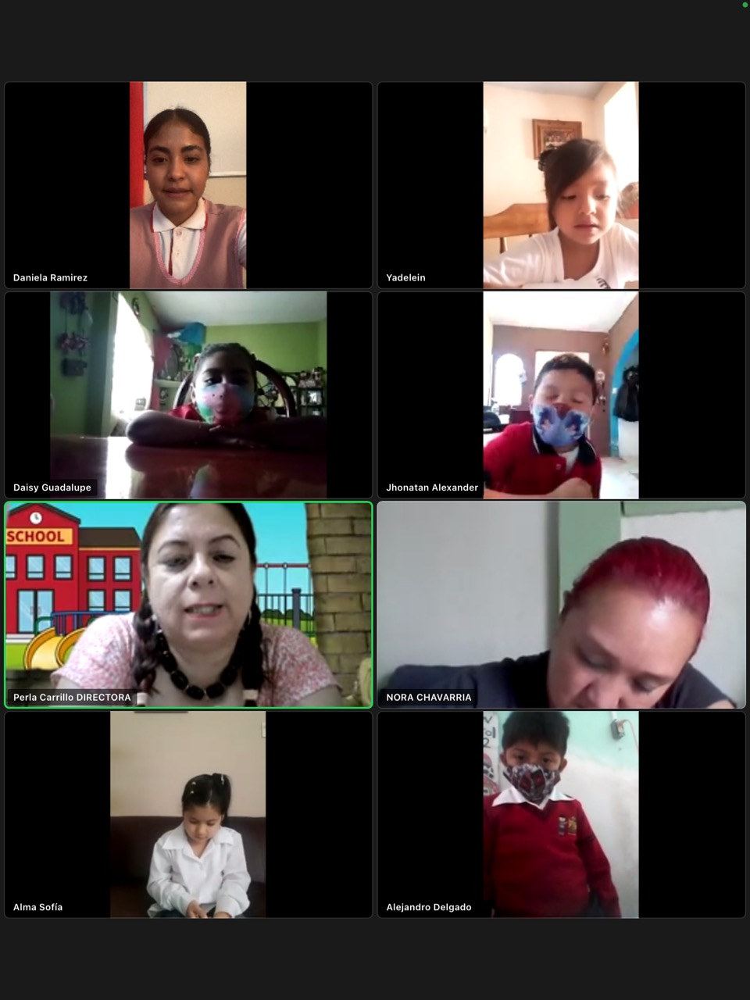 Daniela Ramirez
Yadelein
Daisy Guadalupe
Jhonatan Alexander
SCHOOL
Perla Carrillo DIRECTORA
NORA CHAVARRIA
Alma Sofía
Alejandro Delgado